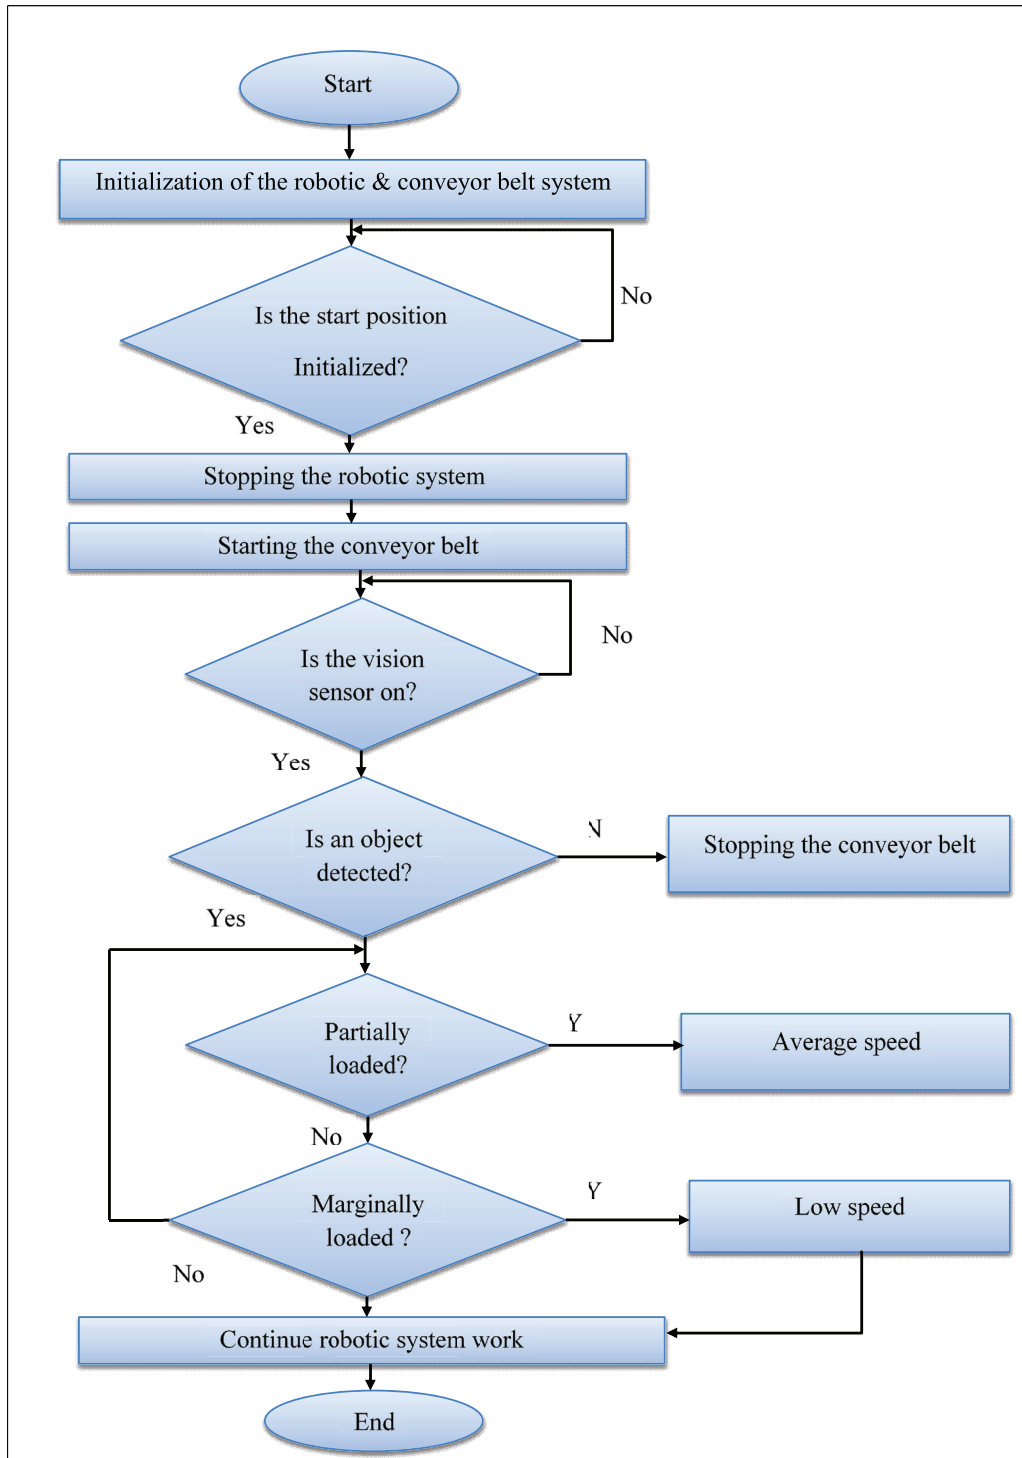 Start
Initialization of the robotic & conveyor belt system
No
Is the start position
Initialized?
Yes
Stopping the robotic system
Starting the conveyor belt
No
Is the vision
sensor on?
Yes
Is an object
detected?
N
Stopping the conveyor belt
Yes
Partially
loaded?
Y
Average speed
No
Marginally
loaded ?
Y
Low speed
No
Continue robotic system work
End